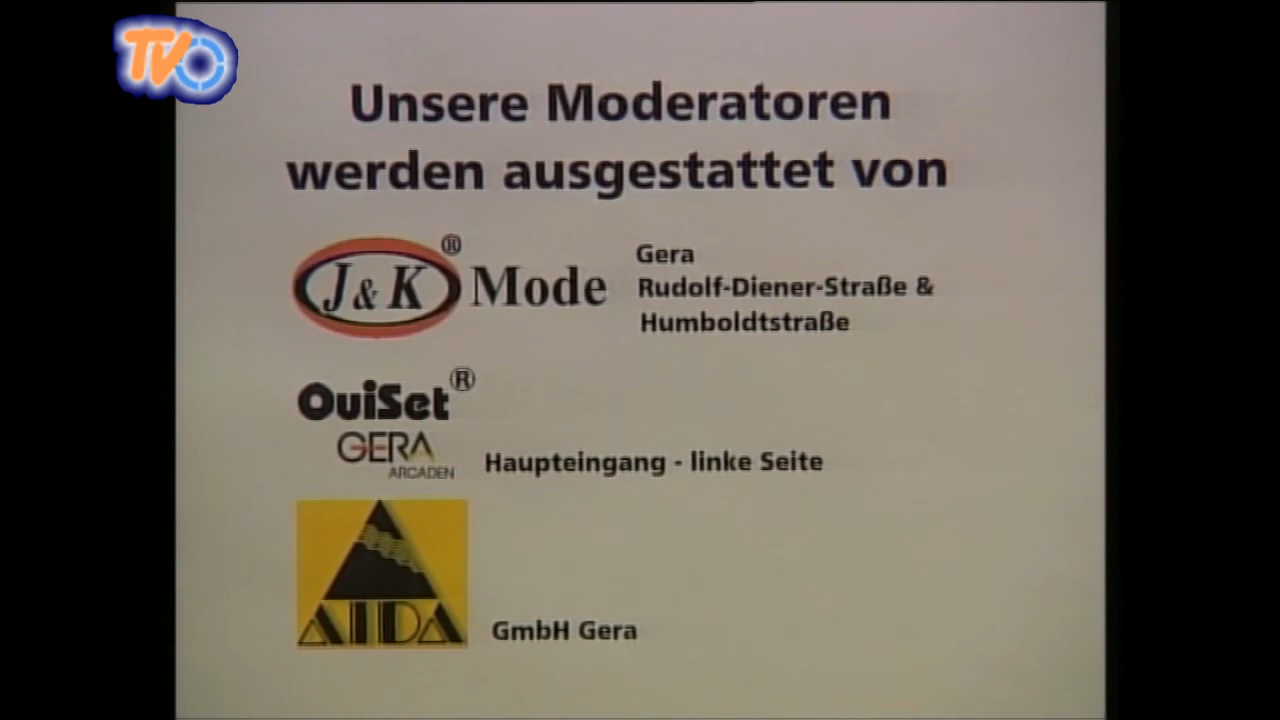 TVO
Unsere Moderatoren
werden ausgestattet von
J & K ® Mode
Gera
Rudolf-Diener-Straße &
Humboldtstraße
OuiSet ®
GERA
ARCADEN
Haupteingang - linke Seite
AIDA
GmbH Gera